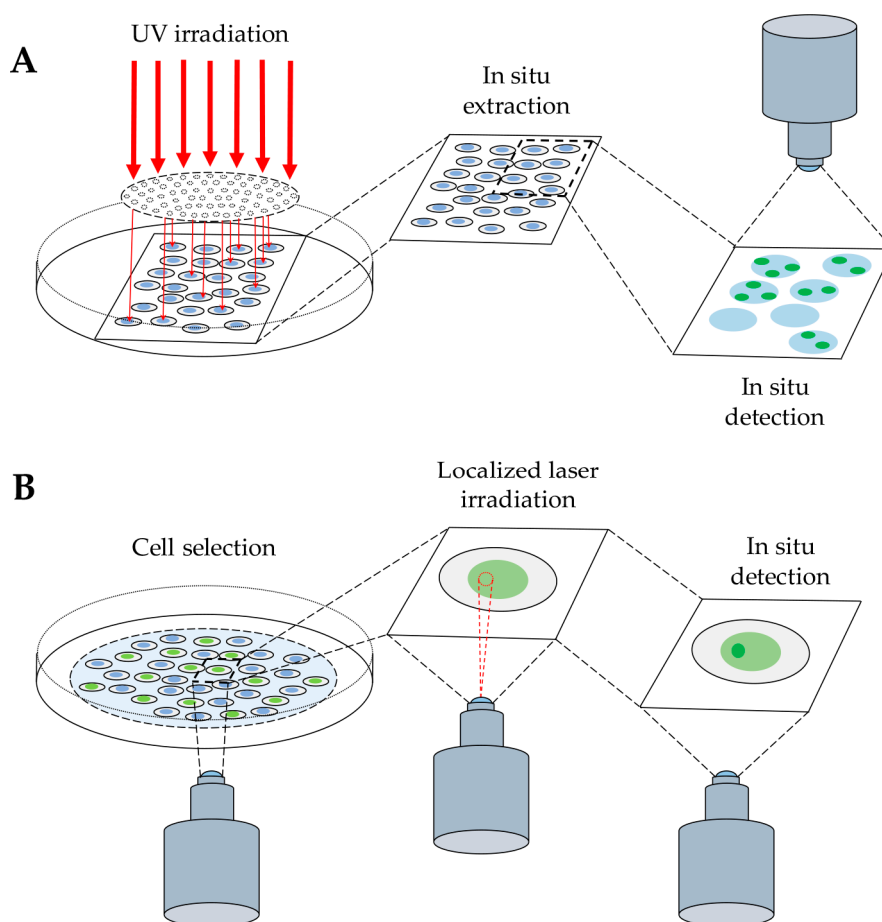 A
UV irradiation
In situ
extraction
In situ
detection
B
Cell selection
Localized laser
irradiation
In situ
detection